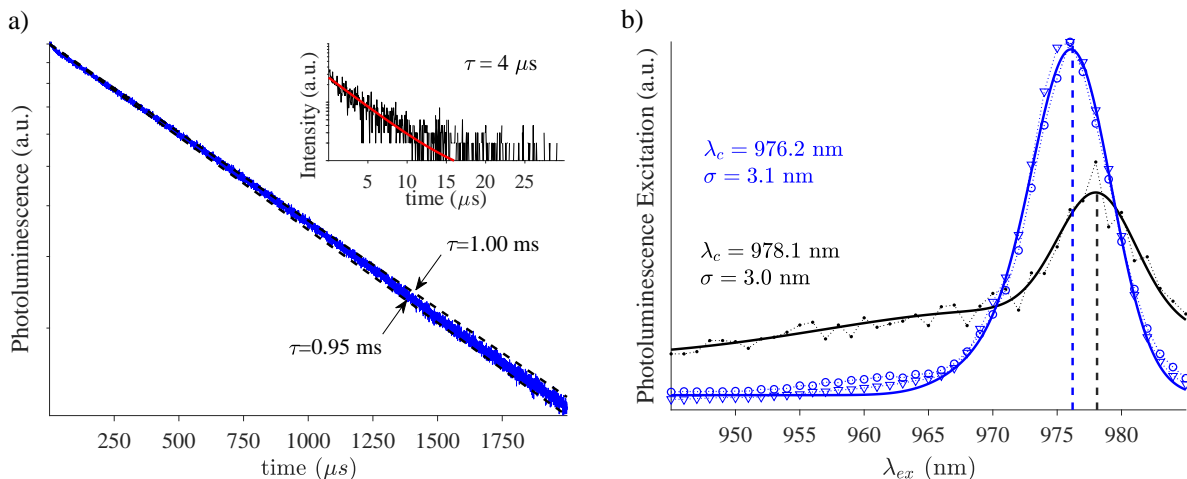 a)
Photoluminescence (a.u.)
Intensity (a.u.)
τ = 4 μs
5 10 15 20 25
time (μs)
τ=1.00 ms
τ=0.95 ms
250 500 750 1000 1250 1500 1750
time (μs)
b)
Photoluminescence Excitation (a.u.)
λc = 976.2 nm
σ = 3.1 nm
λc = 978.1 nm
σ = 3.0 nm
950 955 960 965 970 975 980
λex (nm)